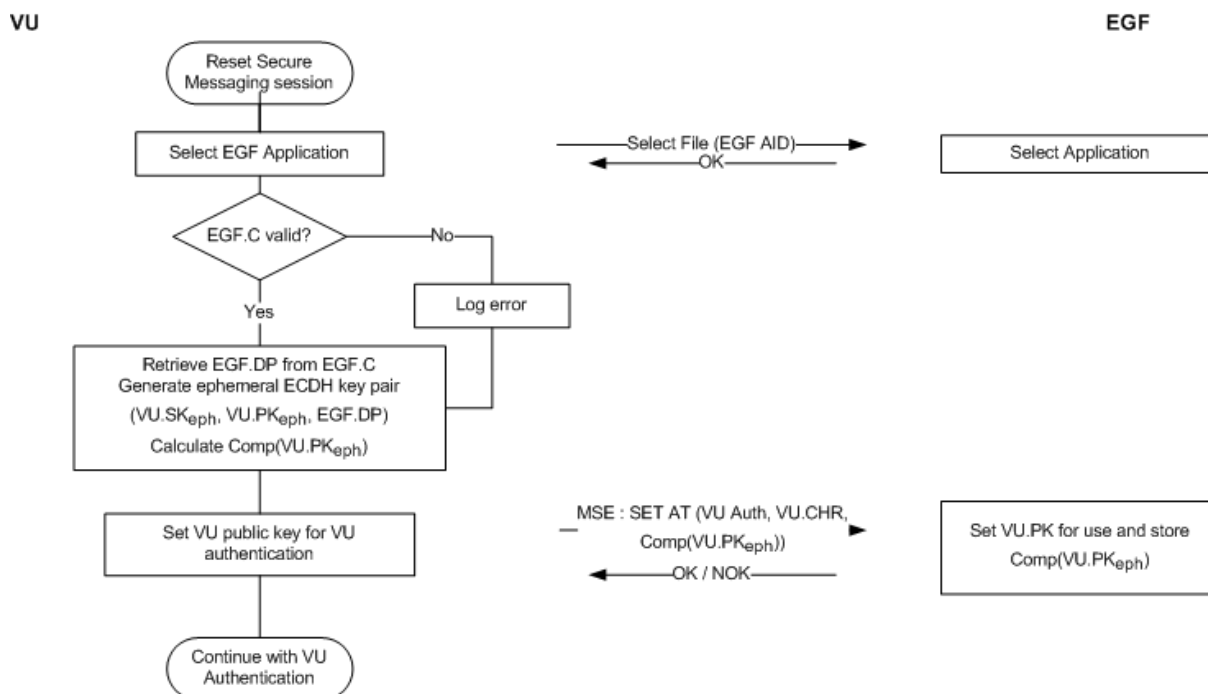 VU
EGF
Reset Secure
Messaging session
Select EGF Application
Select File (EGF AID)
OK
Select Application
EGF.C valid?
No
Log error
Yes
Retrieve EGF.DP from EGF.C
Generate ephemeral ECDH key pair
(VU.SKeph, VU.PKeph, EGF.DP)
Calculate Comp(VU.PKeph)
Set VU public key for VU
authentication
MSE : SET AT (VU Auth, VU.CHR,
Comp(VU.PKeph))
OK / NOK
Set VU.PK for use and store
Comp(VU.PKeph)
Continue with VU
Authentication